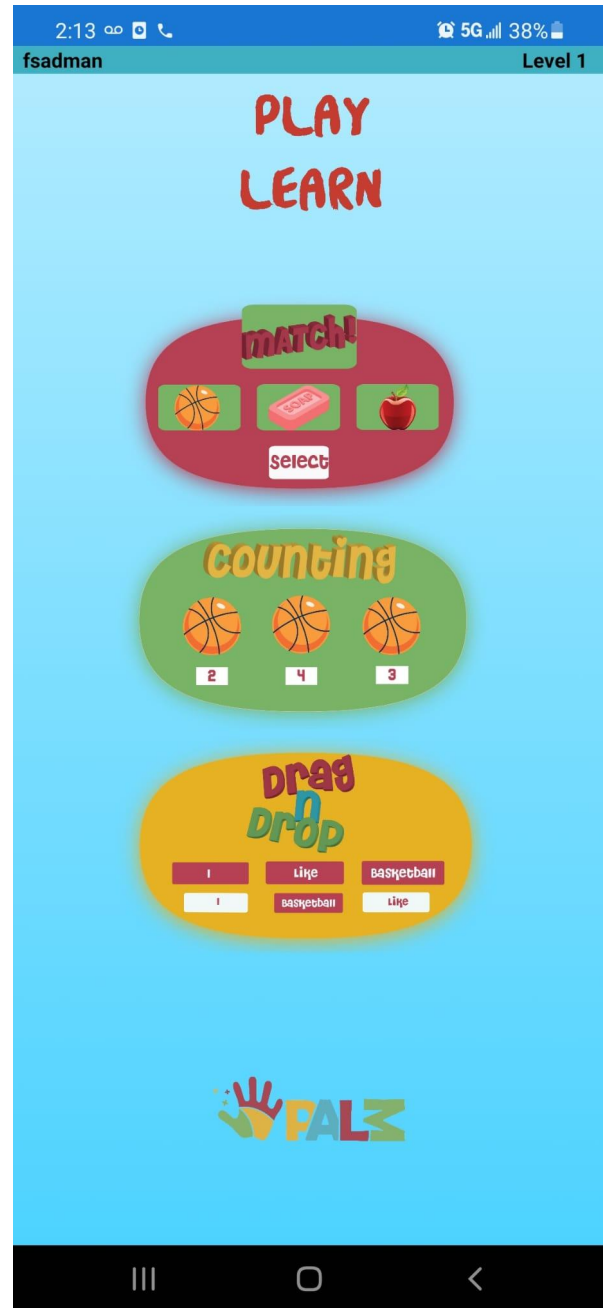 2:13 5G 38%
fsadman Level 1
PLAY
LEARN
MATCH!
SOAP
SELECT
COUNTING
2 4 3
DRAG
N
DROP
I LIKE BASKETBALL
I BASKETBALL LIKE
PALM